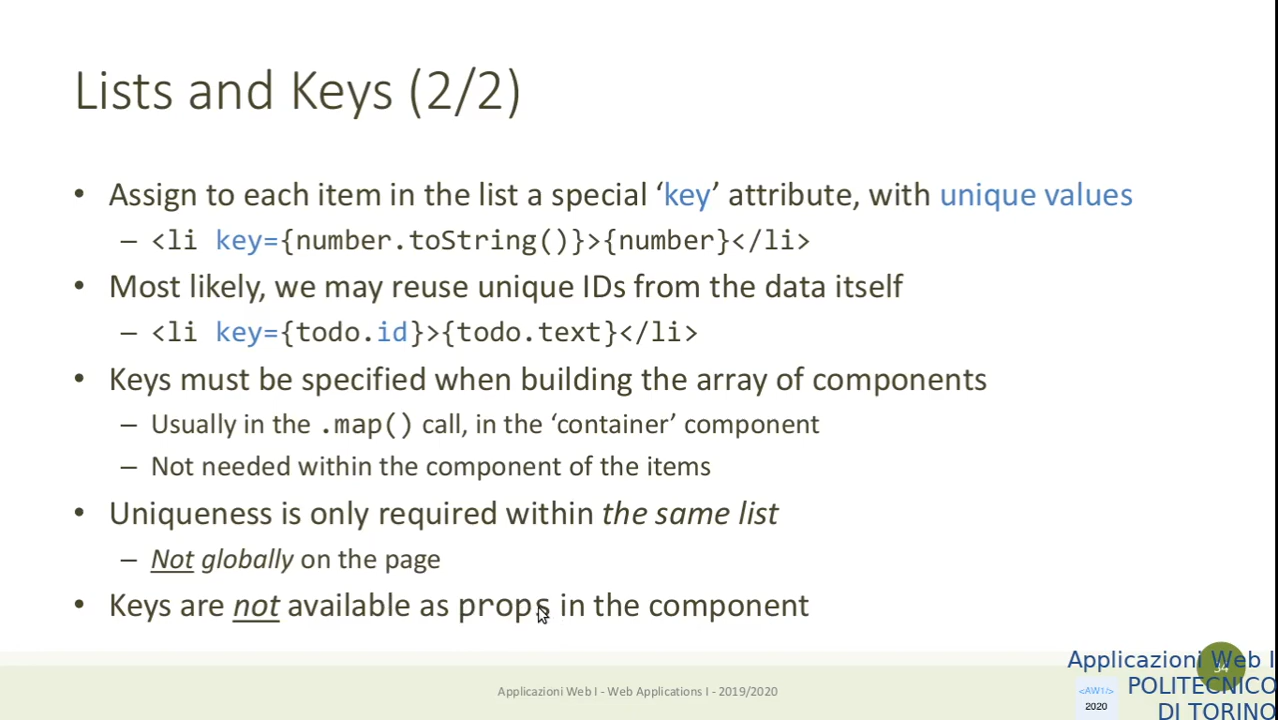 Lists and Keys (2/2)
• Assign to each item in the list a special ‘key’ attribute, with unique values
– <li key={number.toString()}>{number}</li>
• Most likely, we may reuse unique IDs from the data itself
– <li key={todo.id}>{todo.text}</li>
• Keys must be specified when building the array of components
– Usually in the .map() call, in the ‘container’ component
– Not needed within the component of the items
• Uniqueness is only required within the same list
– Not globally on the page
• Keys are not available as props in the component
Applicazioni Web I - Web Applications I - 2019/2020
Applicazioni Web I
POLITECNICO
DI TORINO
<AW1/>
2020